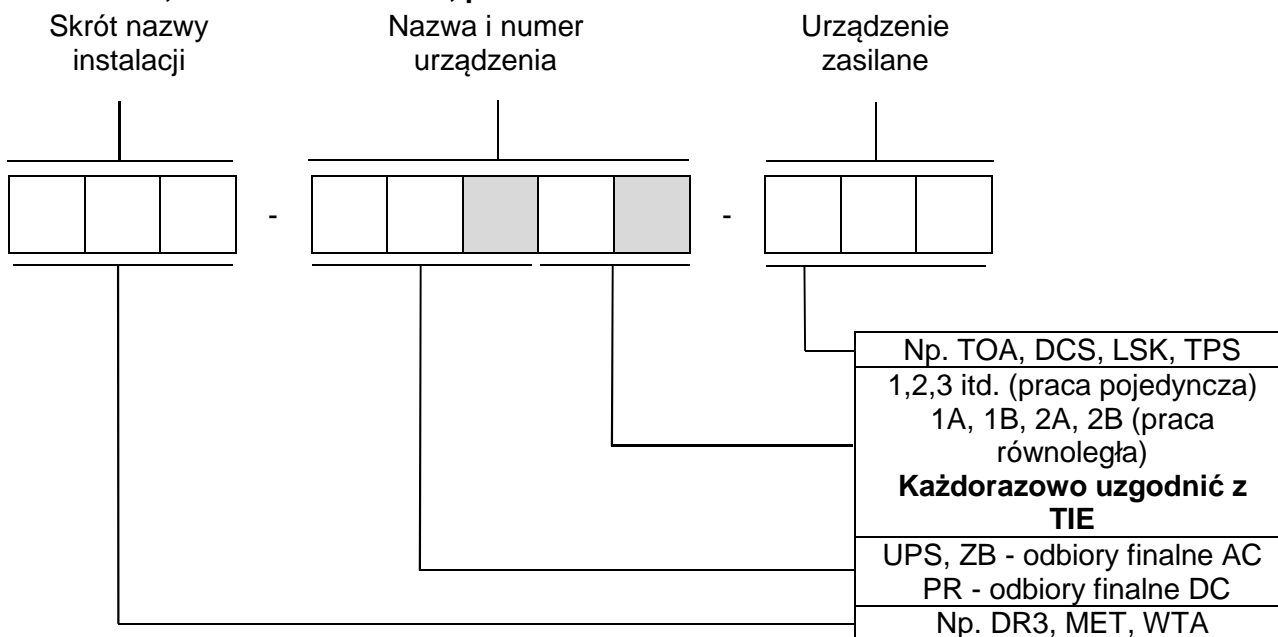 Skrót nazwy
instalacji
Nazwa i numer
urządzenia
Urządzenie
zasilane
-
-
Np. TOA, DCS, LSK, TPS
1,2,3 itd. (praca pojedyncza)
1A, 1B, 2A, 2B (praca
równoległa)
Każdorazowo uzgodnić z
TIE
UPS, ZB - odbiory finalne AC
PR - odbiory finalne DC
Np. DR3, MET, WTA